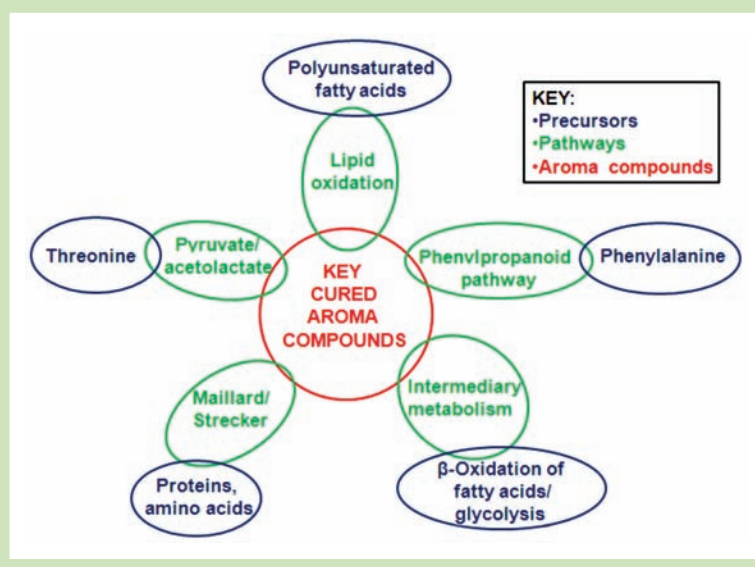 Polyunsaturated
fatty acids
KEY:
•Precursors
•Pathways
•Aroma compounds
Lipid
oxidation
Threonine
Pyruvate/
acetolactate
KEY
CURED
AROMA
COMPOUNDS
Phenylpropanoid
pathway
Phenylalanine
Maillard/
Strecker
Intermediary
metabolism
Proteins,
amino acids
β-Oxidation of
fatty acids/
glycolysis